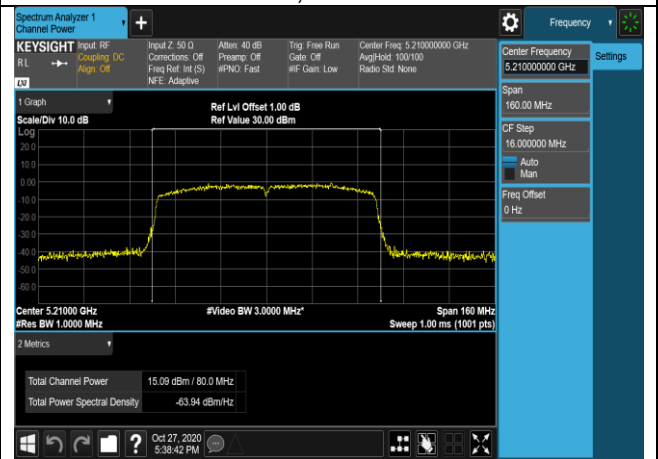 Spectrum Analyzer 1
Channel Power
Frequency
KEYSIGHT
RL
LXI
Input: RF
Coupling: DC
Align: Off
Input Z: 50 Ω
Corrections: Off
Freq Ref: Int (S)
NFE: Adaptive
Atten: 40 dB
Preamp: Off
#PNO: Fast
Trig: Free Run
Gate: Off
#IF Gain: Low
Center Freq: 5.210000000 GHz
Avg|Hold: 100/100
Radio Std: None
Center Frequency
5.210000000 GHz
Settings
Span
160.00 MHz
CF Step
16.000000 MHz
Auto
Man
Freq Offset
0 Hz
1 Graph
Scale/Div 10.0 dB
Ref Lvl Offset 1.00 dB
Ref Value 30.00 dBm
Log
20.0
10.0
0.00
-10.0
-20.0
-30.0
-40.0
-50.0
-60.0
Center 5.21000 GHz
#Video BW 3.0000 MHz*
Span 160 MHz
#Res BW 1.0000 MHz
Sweep 1.00 ms (1001 pts)
2 Metrics
Total Channel Power 15.09 dBm / 80.0 MHz
Total Power Spectral Density -63.94 dBm/Hz
?
Oct 27, 2020
5:38:42 PM